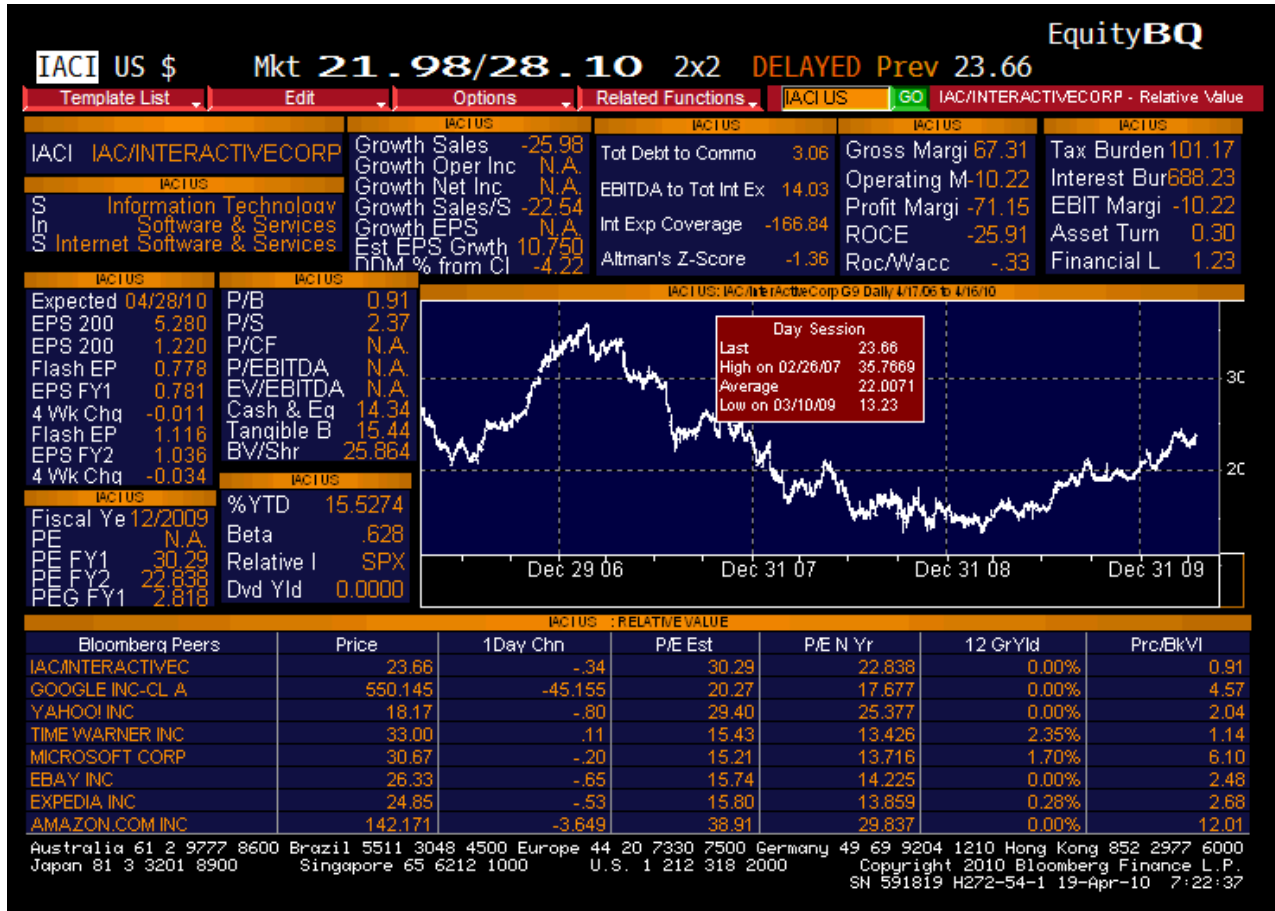 EquityBQ
IACI US $ Mkt 21.98/28.10 2x2 DELAYED Prev 23.66
Template List Edit Options Related Functions IACI US GO IAC/INTERACTIVECORP - Relative Value
IACI US IACI US IACI US IACI US
IACI IAC/INTERACTIVECORP
IACI US
S Information Technology
In Software & Services
S Internet Software & Services
Growth Sales -25.98
Growth Oper Inc N.A.
Growth Net Inc N.A.
Growth Sales/S -22.54
Growth EPS N.A.
Est EPS Grwth 10.750
DDM % from Cl -4.22
Tot Debt to Commo 3.06
EBITDA to Tot Int Ex 14.03
Int Exp Coverage -166.84
Altman's Z-Score -1.36
Gross Margi 67.31
Operating M-10.22
Profit Margi -71.15
ROCE -25.91
Roc/Wacc -.33
Tax Burden 101.17
Interest Bur688.23
EBIT Margi -10.22
Asset Turn 0.30
Financial L 1.23
IACI US
Expected 04/28/10
EPS 200 5.280
EPS 200 1.220
Flash EP 0.778
EPS FY1 0.781
4 Wk Chg -0.011
Flash EP 1.116
EPS FY2 1.036
4 Wk Chg -0.034
IACI US
P/B 0.91
P/S 2.37
P/CF N.A.
P/EBITDA N.A.
EV/EBITDA N.A.
Cash & Eq 14.34
Tangible B 15.44
BV/Shr 25.864
IACI US
Fiscal Ye 12/2009
PE N.A.
PE FY1 30.29
PE FY2 22.838
PEG FY1 2.818
IACI US
%YTD 15.5274
Beta .628
Relative I SPX
Dvd Yld 0.0000
IACI US: IAC/InterActiveCorp G9 Daily 4/17/06 to 4/16/10
Day Session
Last 23.66
High on 02/26/07 35.7669
Average 22.0071
Low on 03/10/09 13.23
30
20
Dec 29 06 Dec 31 07 Dec 31 08 Dec 31 09
IACI US : RELATIVE VALUE
Bloomberg Peers Price 1Day Chn P/E Est P/E N Yr 12 GrYld Prc/BkVl
IAC/INTERACTIVEC 23.66 -.34 30.29 22.838 0.00% 0.91
GOOGLE INC-CL A 550.145 -45.155 20.27 17.677 0.00% 4.57
YAHOO! INC 18.17 -.80 29.40 25.377 0.00% 2.04
TIME WARNER INC 33.00 .11 15.43 13.426 2.35% 1.14
MICROSOFT CORP 30.67 -.20 15.21 13.716 1.70% 6.10
EBAY INC 26.33 -.65 15.74 14.225 0.00% 2.48
EXPEDIA INC 24.85 -.53 15.80 13.859 0.28% 2.68
AMAZON.COM INC 142.171 -3.649 38.91 29.837 0.00% 12.01
Australia 61 2 9777 8600 Brazil 5511 3048 4500 Europe 44 20 7330 7500 Germany 49 69 9204 1210 Hong Kong 852 2977 6000
Japan 81 3 3201 8900 Singapore 65 6212 1000 U.S. 1 212 318 2000 Copyright 2010 Bloomberg Finance L.P.
SN 591819 H272-54-1 19-Apr-10 7:22:37